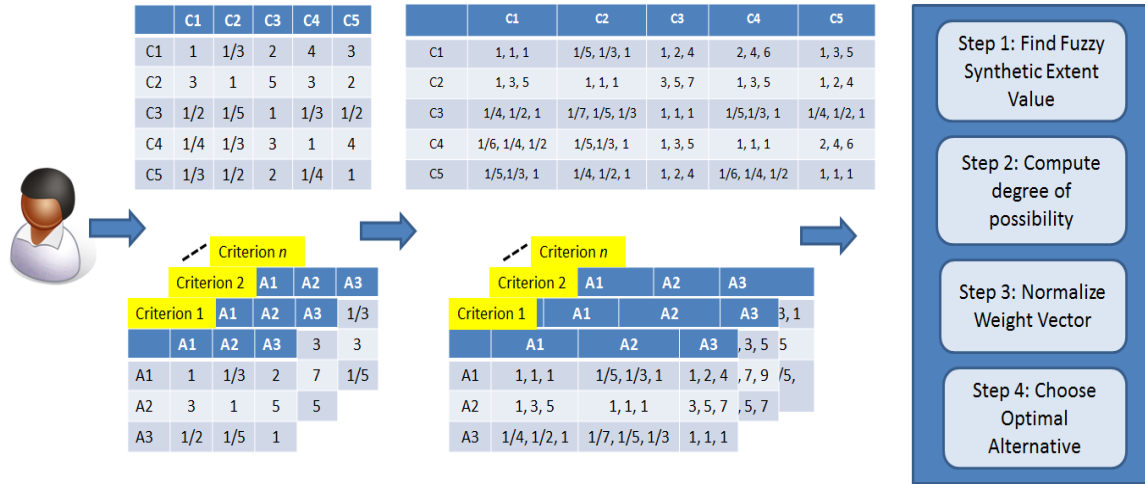 C1 C2 C3 C4 C5
C1 1 1/3 2 4 3
C2 3 1 5 3 2
C3 1/2 1/5 1 1/3 1/2
C4 1/4 1/3 3 1 4
C5 1/3 1/2 2 1/4 1
C1 C2 C3 C4 C5
C1 1, 1, 1 1/5, 1/3, 1 1, 2, 4 2, 4, 6 1, 3, 5
C2 1, 3, 5 1, 1, 1 3, 5, 7 1, 3, 5 1, 2, 4
C3 1/4, 1/2, 1 1/7, 1/5, 1/3 1, 1, 1 1/5,1/3, 1 1/4, 1/2, 1
C4 1/6, 1/4, 1/2 1/5,1/3, 1 1, 3, 5 1, 1, 1 2, 4, 6
C5 1/5,1/3, 1 1/4, 1/2, 1 1, 2, 4 1/6, 1/4, 1/2 1, 1, 1
Criterion n
Criterion 2 A1 A2 A3
Criterion 1 A1 A2 A3 1/3
A1 A2 A3 3 3
A1 1 1/3 2 7 1/5
A2 3 1 5 5
A3 1/2 1/5 1
Criterion n
Criterion 2 A1 A2 A3
Criterion 1 A1 A2 A3 3, 1
A1 A2 A3 , 3, 5 5
A1 1, 1, 1 1/5, 1/3, 1 1, 2, 4 , 7, 9 /5,
A2 1, 3, 5 1, 1, 1 3, 5, 7 , 5, 7
A3 1/4, 1/2, 1 1/7, 1/5, 1/3 1, 1, 1
Step 1: Find Fuzzy
Synthetic Extent
Value
Step 2: Compute
degree of
possibility
Step 3: Normalize
Weight Vector
Step 4: Choose
Optimal
Alternative